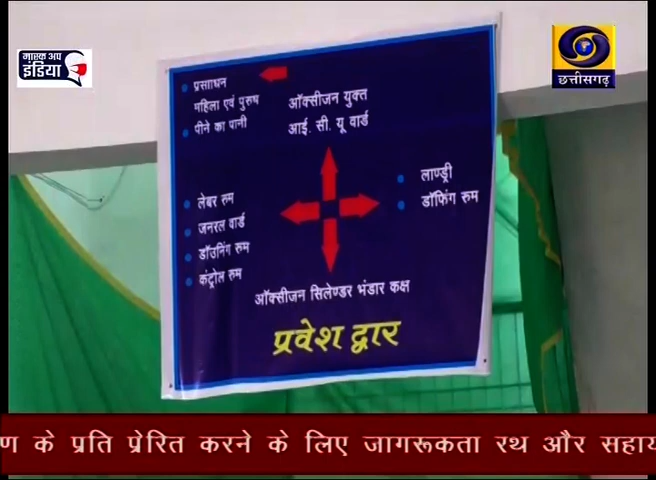 मास्क अप
इंडिया
छत्तीसगढ़
प्रसााधन
महिला एवं पुरुष
पीने का पानी
ऑक्सीजन युक्त
आई. सी. यू वार्ड
लेबर रुम
जनरल वार्ड
डॉउनिंग रुम
कंट्रोल रुम
लाण्ड्री
डॉफिंग रुम
ऑक्सीजन सिलेण्डर भंडार कक्ष
प्रवेश द्वार
के प्रति प्रेरित करने के लिए जागरूकता रथ और